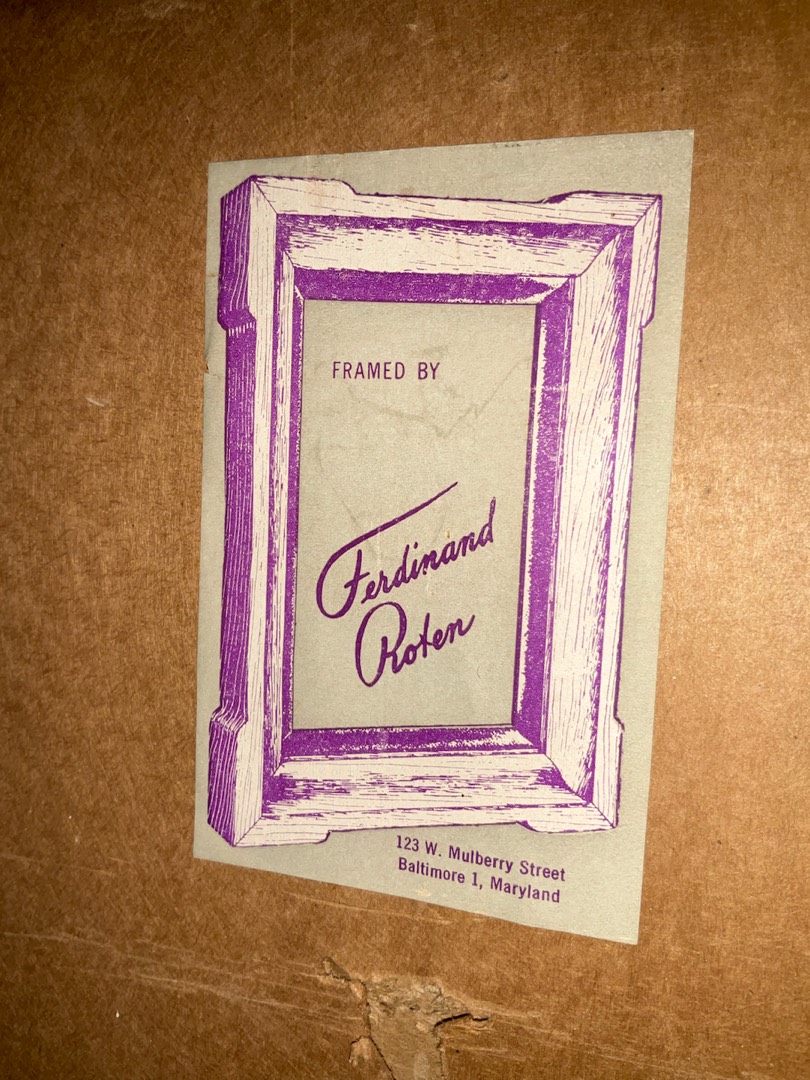 FRAMED BY
Ferdinand
Roten
123 W. Mulberry Street
Baltimore 1, Maryland